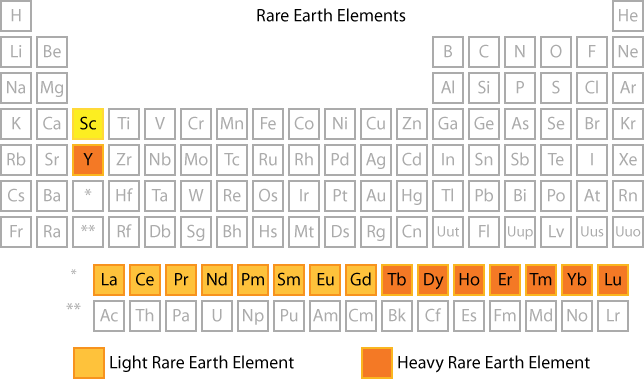 H Rare Earth Elements He
Li Be B C N O F Ne
Na Mg Al Si P S Cl Ar
K Ca Sc Ti V Cr Mn Fe Co Ni Cu Zn Ga Ge As Se Br Kr
Rb Sr Y Zr Nb Mo Tc Ru Rh Pd Ag Cd In Sn Sb Te I Xe
Cs Ba * Hf Ta W Re Os Ir Pt Au Hg Tl Pb Bi Po At Rn
Fr Ra ** Rf Db Sg Bh Hs Mt Ds Rg Cn Uut Fl Uup Lv Uus Uuo
* La Ce Pr Nd Pm Sm Eu Gd Tb Dy Ho Er Tm Yb Lu
** Ac Th Pa U Np Pu Am Cm Bk Cf Es Fm Md No Lr
Light Rare Earth Element Heavy Rare Earth Element